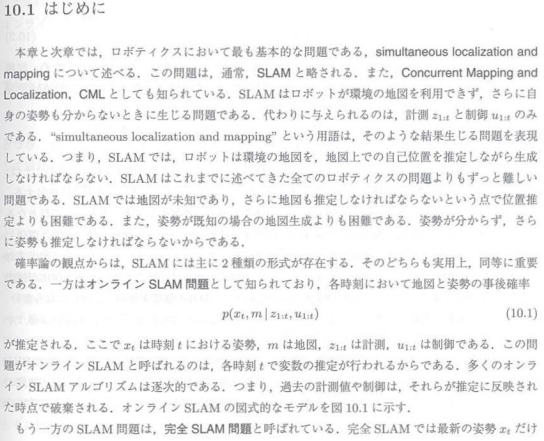 10.1 はじめに
本章と次章では，ロボティクスにおいて最も基本的な問題である，simultaneous localization and
mapping について述べる．この問題は，通常，SLAM と略される．また，Concurrent Mapping and
Localization，CML としても知られている．SLAM はロボットが環境の地図を利用できず，さらに自
身の姿勢も分からないときに生じる問題である．代わりに与えられるのは，計測 z₁:t と制御 u₁:t のみ
である．“simultaneous localization and mapping” という用語は，そのような結果生じる問題を表現
している．つまり，SLAM では，ロボットは環境の地図を，地図上での自己位置を推定しながら生成
しなければならない．SLAM はこれまでに述べてきた全てのロボティクスの問題よりもずっと難しい
問題である．SLAM では地図が未知であり，さらに地図も推定しなければならないという点で位置推
定よりも困難である．また，姿勢が既知の場合の地図生成よりも困難である．姿勢が分からず，さら
に姿勢も推定しなければならないからである．
確率論の観点からは，SLAM には主に 2 種類の形式が存在する．そのどちらも実用上，同等に重要
である．一方はオンライン SLAM 問題として知られており，各時刻において地図と姿勢の事後確率
p(xt, m | z1:t, u1:t) (10.1)
が推定される．ここで xt は時刻 t における姿勢，m は地図，z1:t は計測，u1:t は制御である．この問
題がオンライン SLAM と呼ばれるのは，各時刻 t で変数の推定が行われるからである．多くのオンラ
イン SLAM アルゴリズムは逐次的である．つまり，過去の計測値や制御は，それらが推定に反映され
た時点で破棄される．オンライン SLAM の図式的なモデルを図 10.1 に示す．
もう一方の SLAM 問題は，完全 SLAM 問題と呼ばれている．完全 SLAM では最新の姿勢 xt だけ